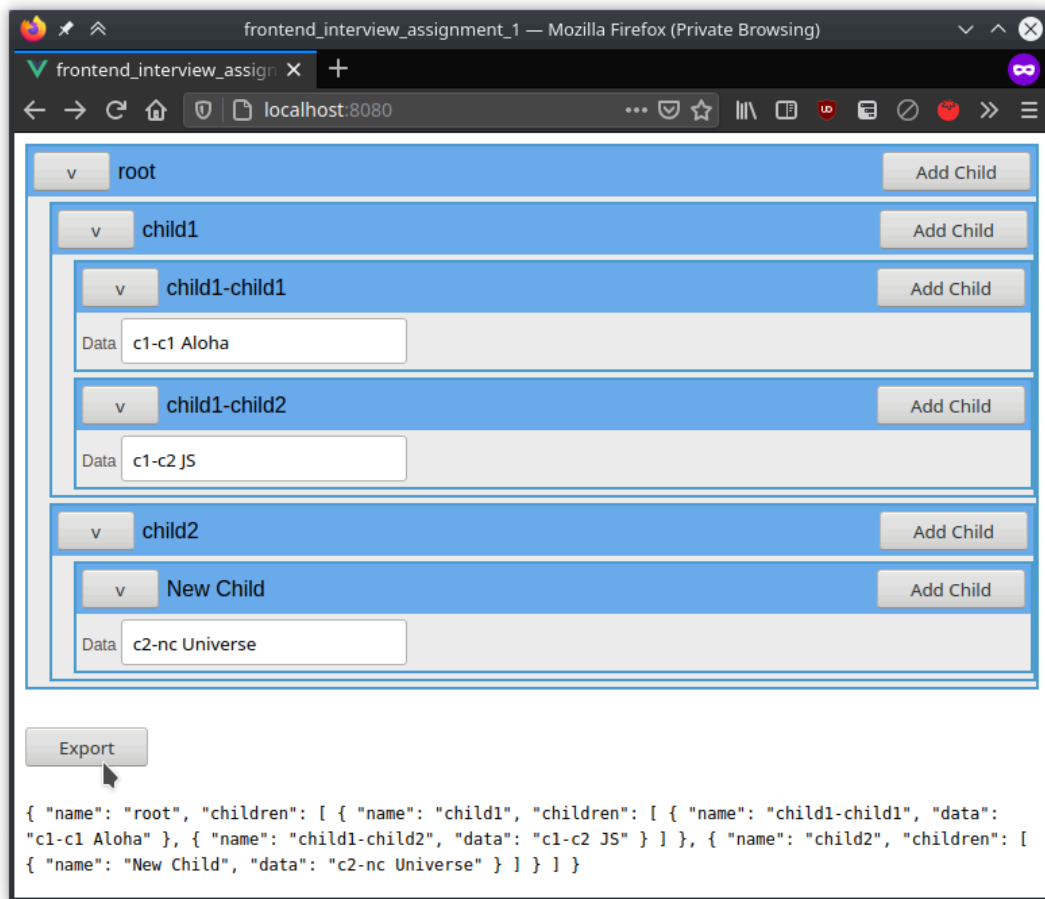 frontend_interview_assignment_1 — Mozilla Firefox (Private Browsing)
frontend_interview_assign
localhost:8080
v root Add Child
v child1 Add Child
v child1-child1 Add Child
Data c1-c1 Aloha
v child1-child2 Add Child
Data c1-c2 JS
v child2 Add Child
v New Child Add Child
Data c2-nc Universe
Export
{ "name": "root", "children": [ { "name": "child1", "children": [ { "name": "child1-child1", "data":
"c1-c1 Aloha" }, { "name": "child1-child2", "data": "c1-c2 JS" } ] }, { "name": "child2", "children": [
{ "name": "New Child", "data": "c2-nc Universe" } ] } ] }